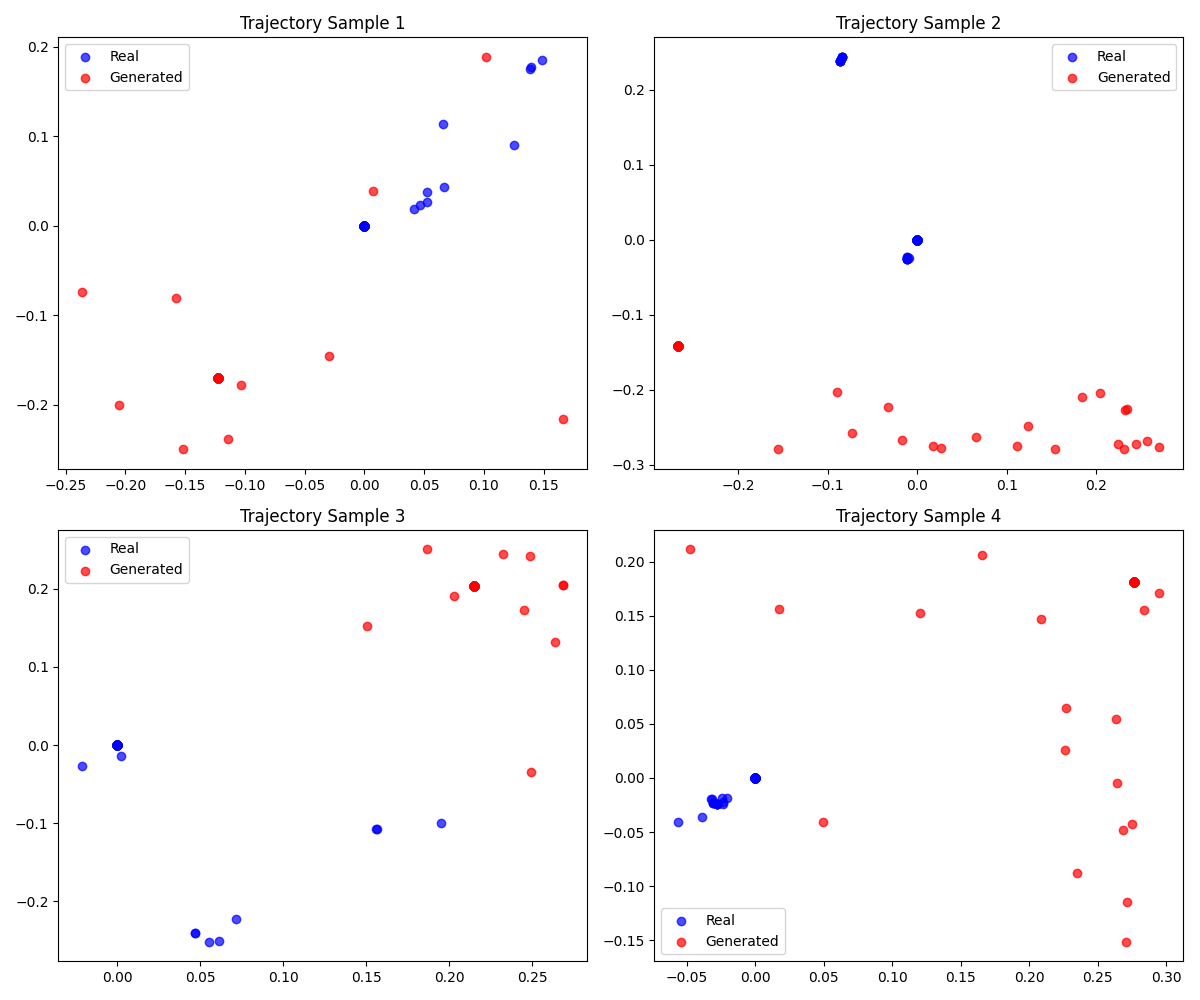 Trajectory Sample 1
Real
Generated
0.2
0.1
0.0
−0.1
−0.2
−0.25 −0.20 −0.15 −0.10 −0.05 0.00 0.05 0.10 0.15
Trajectory Sample 2
Real
Generated
0.2
0.1
0.0
−0.1
−0.2
−0.3
−0.2 −0.1 0.0 0.1 0.2
Trajectory Sample 3
Real
Generated
0.2
0.1
0.0
−0.1
−0.2
0.00 0.05 0.10 0.15 0.20 0.25
Trajectory Sample 4
0.20
0.15
0.10
0.05
0.00
−0.05
−0.10
−0.15
Real
Generated
−0.05 0.00 0.05 0.10 0.15 0.20 0.25 0.30